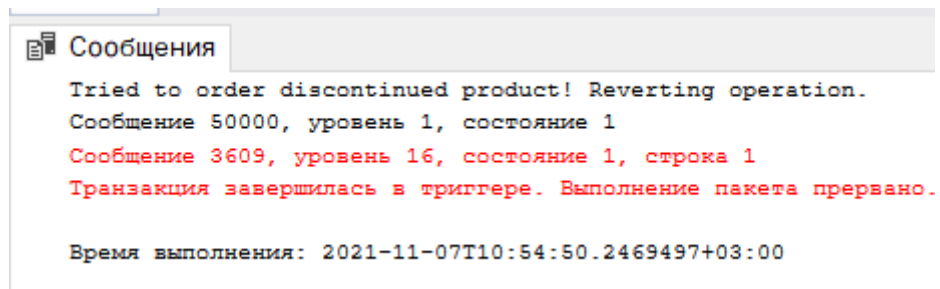 Сообщения
Tried to order discontinued product! Reverting operation.
Сообщение 50000, уровень 1, состояние 1
Сообщение 3609, уровень 16, состояние 1, строка 1
Транзакция завершилась в триггере. Выполнение пакета прервано.
Время выполнения: 2021-11-07T10:54:50.2469497+03:00